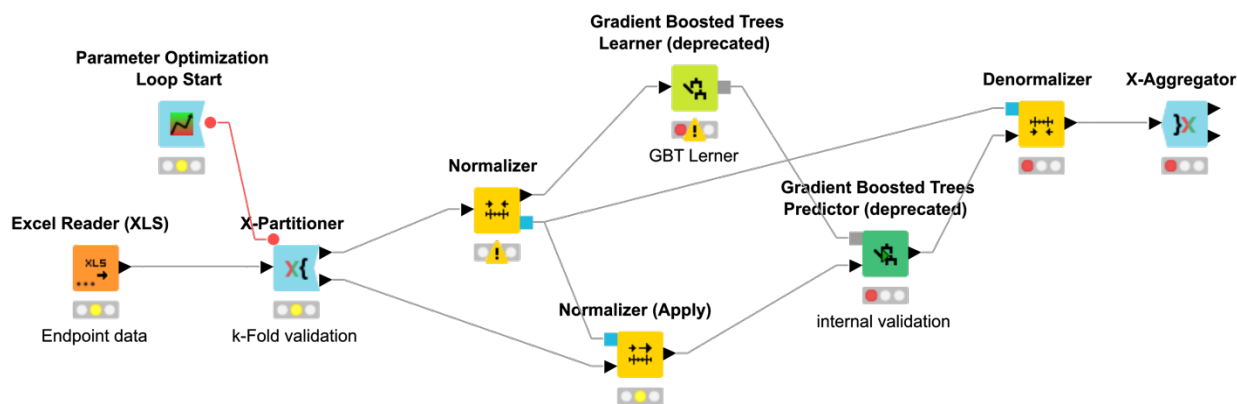 Gradient Boosted Trees
Learner (deprecated)
Parameter Optimization
Loop Start
Denormalizer
X-Aggregator
}X
GBT Lerner
Normalizer
Gradient Boosted Trees
Predictor (deprecated)
Excel Reader (XLS)
X-Partitioner
XLS
X{
Endpoint data
k-Fold validation
Normalizer (Apply)
internal validation